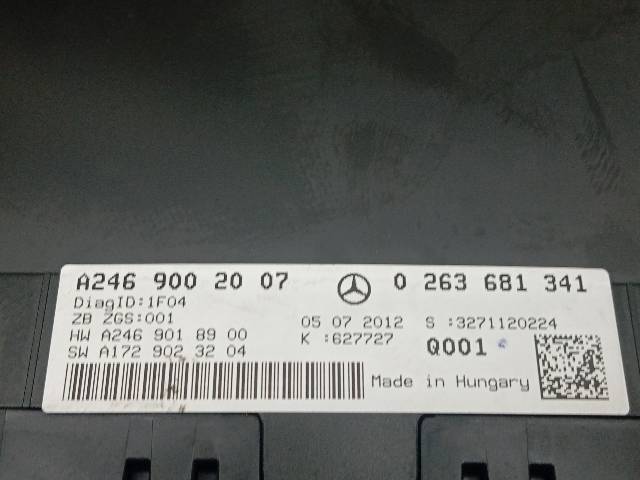 A246 900 20 07 0 263 681 341
DiagID:1F04
ZB ZGS:001 05 07 2012 S :3271120224
HW A246 901 89 00 K :627727 Q001
SW A172 902 32 04
Made in Hungary